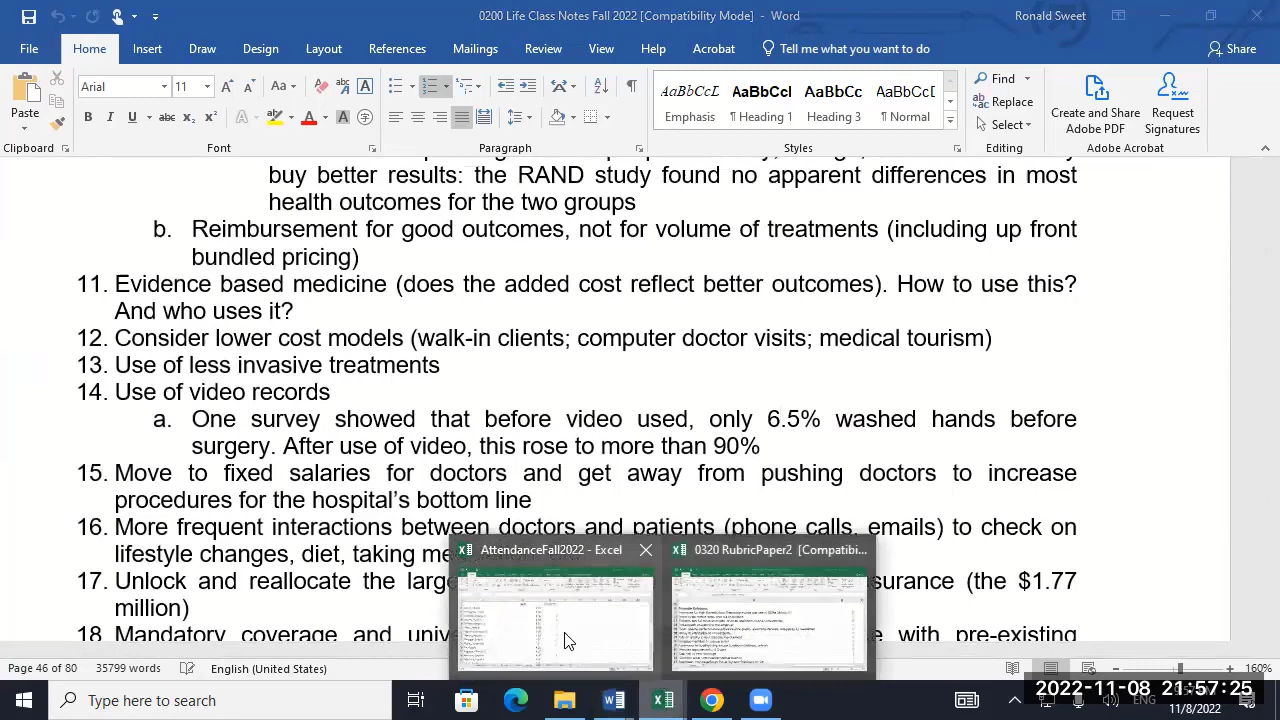 0200 Life Class Notes Fall 2022 [Compatibility Mode] - Word
Ronald Sweet
File Home Insert Draw Design Layout References Mailings Review View Help Acrobat Tell me what you want to do Share
Arial 11 Aa
AaBbCcL AaBbCcI AaBbCc AaBbCcD
Find
Replace
Select
Paste
Emphasis ¶ Heading 1 Heading 3 ¶ Normal
Create and Share Adobe PDF
Request Signatures
Clipboard Font Paragraph Styles Editing Adobe Acrobat
buy better results: the RAND study found no apparent differences in most
health outcomes for the two groups
b. Reimbursement for good outcomes, not for volume of treatments (including up front
bundled pricing)
11. Evidence based medicine (does the added cost reflect better outcomes). How to use this?
And who uses it?
12. Consider lower cost models (walk-in clients; computer doctor visits; medical tourism)
13. Use of less invasive treatments
14. Use of video records
a. One survey showed that before video used, only 6.5% washed hands before
surgery. After use of video, this rose to more than 90%
15. Move to fixed salaries for doctors and get away from pushing doctors to increase
procedures for the hospital's bottom line
16. More frequent interactions between doctors and patients (phone calls, emails) to check on
lifestyle changes, diet, taking
17. Unlock and reallocate the large insurance (the $1.77
million)
18. Mandatory coverage and with pre-existing
AttendanceFall2022 - Excel
0320 RubricPaper2 [Compatibi...
of 80 35799 words English (United States) 160%
Type here to search
ENG
2022-11-08 21:57:25
11/8/2022